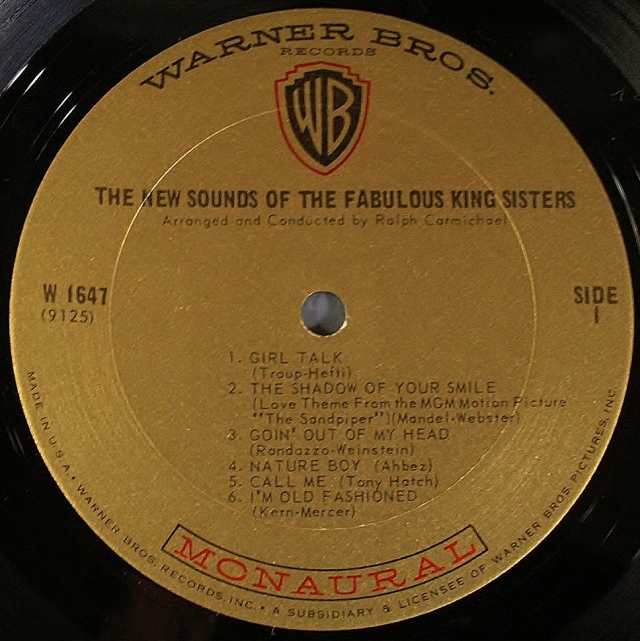 WARNER BROS.
RECORDS
WB
THE NEW SOUNDS OF THE FABULOUS KING SISTERS
Arranged and Conducted by Ralph Carmichael
W 1647
(9125)
SIDE
1
1. GIRL TALK
(Troup-Hefti)
2. THE SHADOW OF YOUR SMILE
(Love Theme From the MGM Motion Picture
"The Sandpiper")(Mandel-Webster)
3. GOIN' OUT OF MY HEAD
(Randazzo-Weinstein)
4. NATURE BOY (Ahbez)
5. CALL ME (Tony Hatch)
6. I'M OLD FASHIONED
(Kern-Mercer)
MONAURAL
MADE IN U.S.A. • WARNER BROS. RECORDS, INC. • A SUBSIDIARY & LICENSEE OF WARNER BROS. PICTURES, INC.